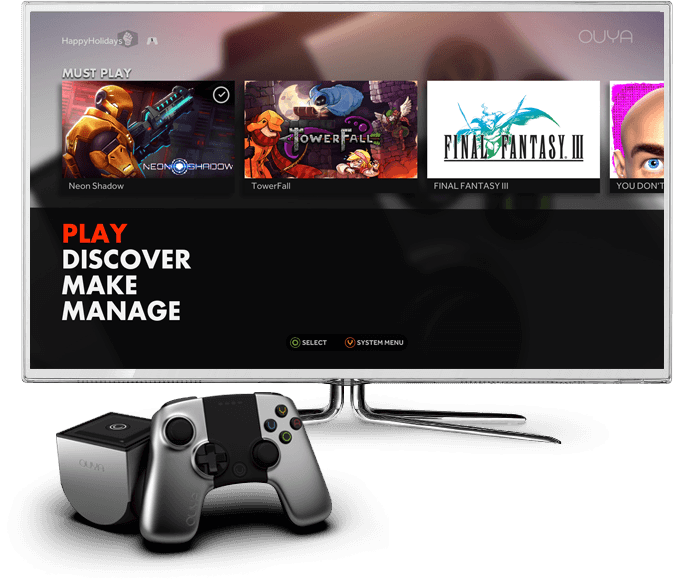 HappyHolidays
OUYA
MUST PLAY
NEON SHADOW
TOWERFALL
FINAL FANTASY III
Neon Shadow
TowerFall
FINAL FANTASY III
YOU DON'T
PLAY
DISCOVER
MAKE
MANAGE
O SELECT
V SYSTEM MENU
OUYA
OUYA